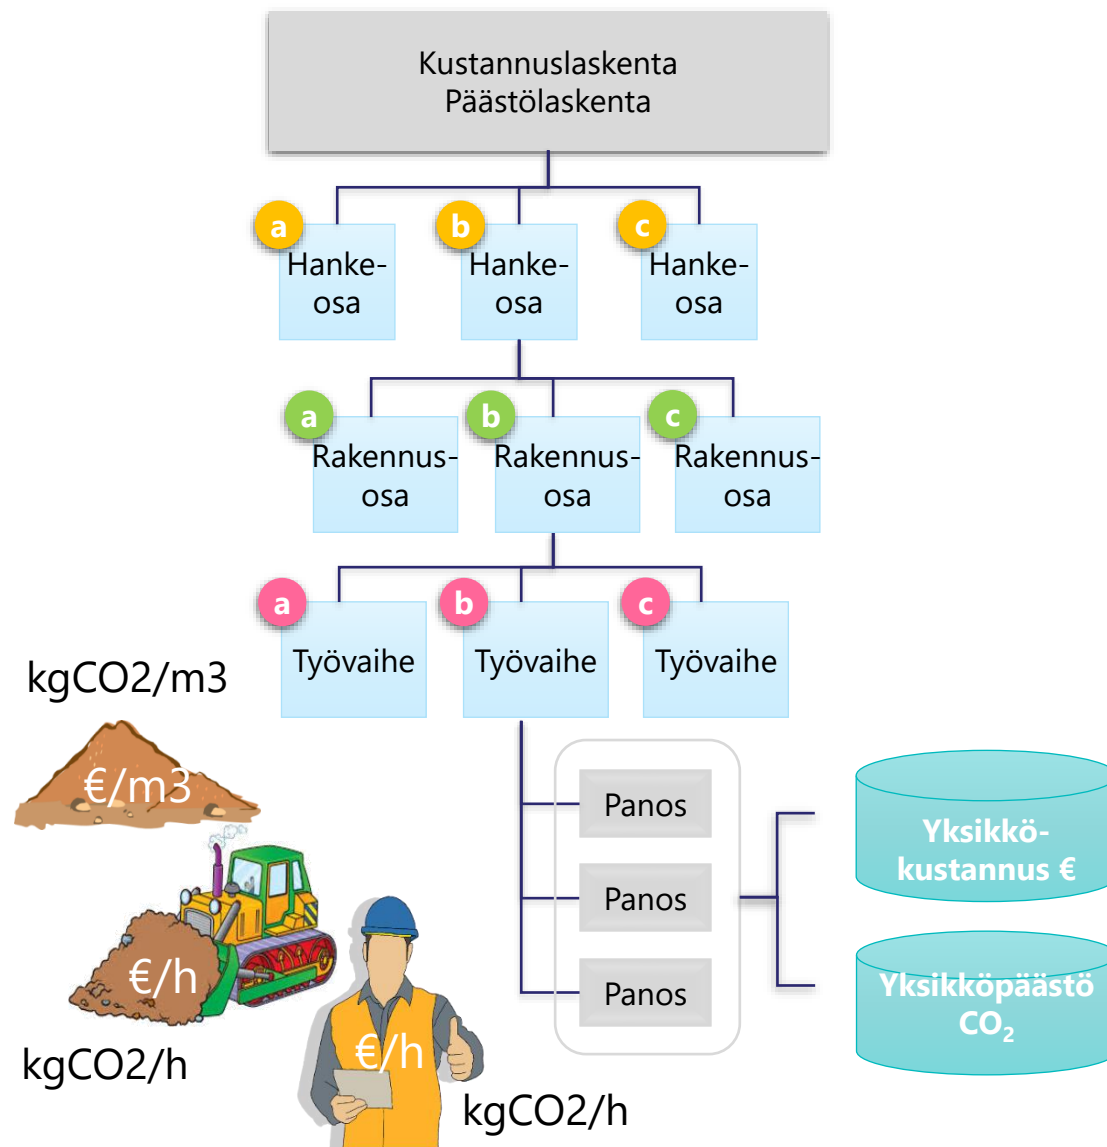 Kustannuslaskenta
Päästölaskenta
a
b
c
Hanke-
osa
Hanke-
osa
Hanke-
osa
a
b
c
Rakennus-
osa
Rakennus-
osa
Rakennus-
osa
a
b
c
Työvaihe
Työvaihe
Työvaihe
kgCO2/m3
€/m3
€/h
kgCO2/h
€/h
kgCO2/h
Panos
Panos
Panos
Yksikkö-
kustannus €
Yksikköpäästö
CO₂